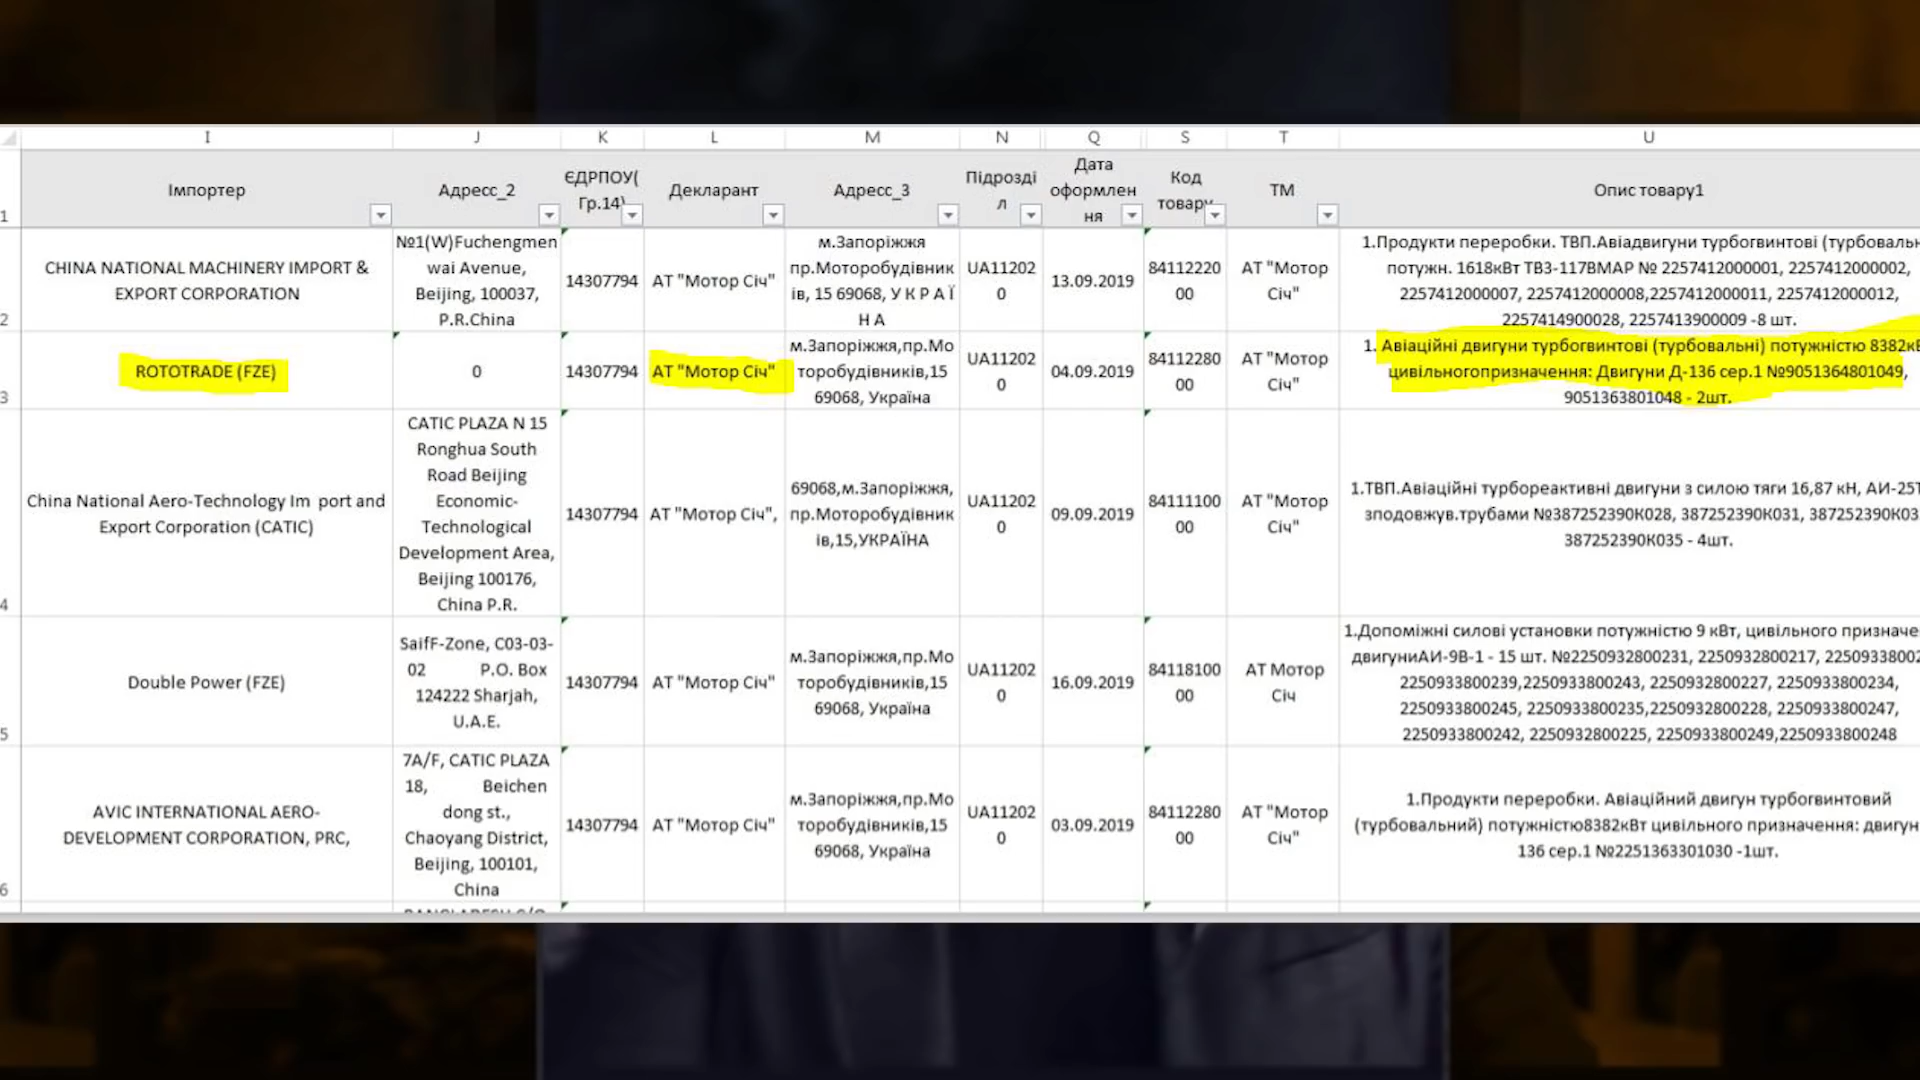 I J K L M N Q S T U
1 Імпортер Адресс_2 ЄДРПОУ( Гр.14) Декларант Адресс_3 Підрозді л Дата оформлен ня Код товару ТМ Опис товару1
2
CHINA NATIONAL MACHINERY IMPORT &
EXPORT CORPORATION
№1(W)Fuchengmen
wai Avenue,
Beijing, 100037,
P.R.China
14307794
АТ "Мотор Січ"
м.Запоріжжя
пр.Моторобудівник
ів, 15 69068, У К Р А Ї
Н А
UA11202
0
13.09.2019
84112220
00
АТ "Мотор
Січ"
1.Продукти переробки. ТВП.Авіадвигуни турбогвинтові (турбовальн
потужн. 1618кВт ТВ3-117ВМАР № 2257412000001, 2257412000002,
2257412000007, 2257412000008,2257412000011, 2257412000012,
2257414900028, 2257413900009 -8 шт.
3
ROTOTRADE (FZE)
0
14307794
АТ "Мотор Січ"
м.Запоріжжя,пр.Мо
торобудівників,15
69068, Україна
UA11202
0
04.09.2019
84112280
00
АТ "Мотор
Січ"
1. Авіаційні двигуни турбогвинтові (турбовальні) потужністю 8382кВ
цивільногопризначення: Двигуни Д-136 сер.1 №9051364801049,
9051363801048 - 2шт.
4
China National Aero-Technology Im port and
Export Corporation (CATIC)
CATIC PLAZA N 15
Ronghua South
Road Beijing
Economic-
Technological
Development Area,
Beijing 100176,
China P.R.
14307794
АТ "Мотор Січ",
69068,м.Запоріжжя,
пр.Моторобудівник
ів,15,УКРАЇНА
UA11202
0
09.09.2019
84111100
00
АТ "Мотор
Січ"
1.ТВП.Авіаційні турбореактивні двигуни з силою тяги 16,87 кН, АИ-25Т
зподовжув.трубами №387252390К028, 387252390К031, 387252390К03
387252390К035 - 4шт.
5
Double Power (FZE)
SaifF-Zone, C03-03-
02 P.O. Box
124222 Sharjah,
U.A.E.
14307794
АТ "Мотор Січ"
м.Запоріжжя,пр.Мо
торобудівників,15
69068, Україна
UA11202
0
16.09.2019
84118100
00
АТ Мотор
Січ
1.Допоміжні силові установки потужністю 9 кВт, цивільного призначе
двигуниАИ-9В-1 - 15 шт. №2250932800231, 2250932800217, 22509338002
2250933800239,2250933800243, 2250932800227, 2250933800234,
2250933800245, 2250933800235,2250932800228, 2250933800247,
2250933800242, 2250932800225, 2250933800249,2250933800248
6
AVIC INTERNATIONAL AERO-
DEVELOPMENT CORPORATION, PRC,
7A/F, CATIC PLAZA
18, Beichen
dong st.,
Chaoyang District,
Beijing, 100101,
China
14307794
АТ "Мотор Січ"
м.Запоріжжя,пр.Мо
торобудівників,15
69068, Україна
UA11202
0
03.09.2019
84112280
00
АТ "Мотор
Січ"
1.Продукти переробки. Авіаційний двигун турбогвинтовий
(турбовальний) потужністю8382кВт цивільного призначення: двигун
136 сер.1 №2251363301030 -1шт.